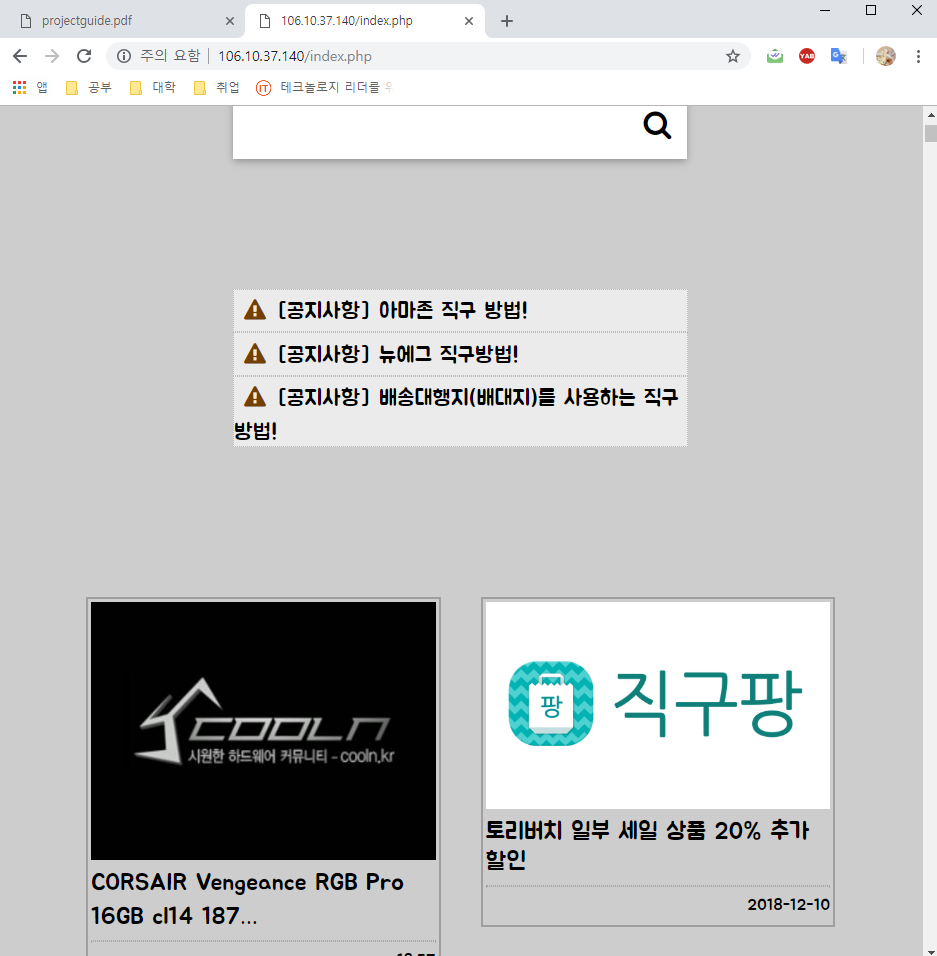 projectguide.pdf
106.10.37.140/index.php
주의 요함
106.10.37.140/index.php
YAB
앱
공부
대학
취업
IT
테크놀로지 리더를
[공지사항] 아마존 직구 방법!
[공지사항] 뉴에그 직구방법!
[공지사항] 배송대행지(배대지)를 사용하는 직구
방법!
COOLN
시원한 하드웨어 커뮤니티 - cooln.kr
CORSAIR Vengeance RGB Pro
16GB cl14 187...
팡
직구팡
토리버치 일부 세일 상품 20% 추가
할인
2018-12-10